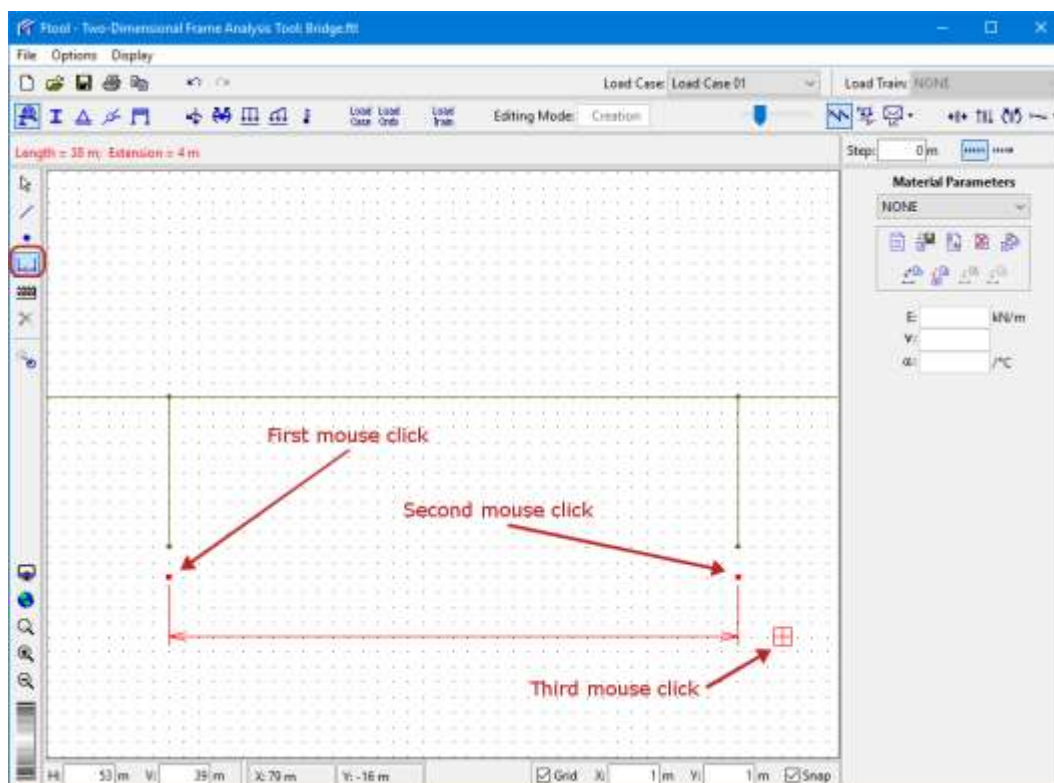 Ftool - Two-Dimensional Frame Analysis Tool: Bridge.ftl
File Options Display
Load Case: Load Case 01 Load Train: NONE
Load Case Load Comb Load Train Editing Mode: Creation
Length = 38 m; Extension = 4 m Step: 0 m
Material Parameters
NONE
E: kN/m
ν:
α: /°C
First mouse click
Second mouse click
Third mouse click
H: 53 m V: 39 m X: 79 m Y: -16 m Grid X: 1 m Y: 1 m Snap